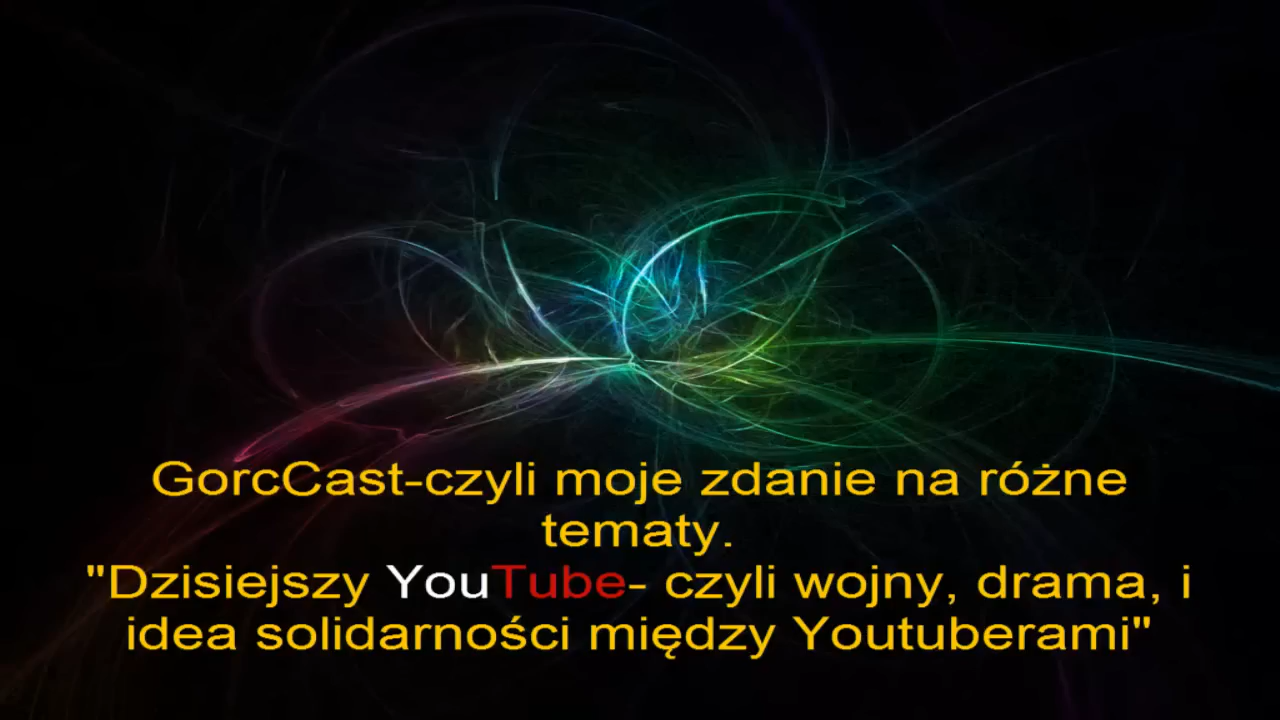 GorcCast-czyli moje zdanie na różne
tematy.
"Dzisiejszy YouTube- czyli wojny, drama, i
idea solidarności między Youtuberami"